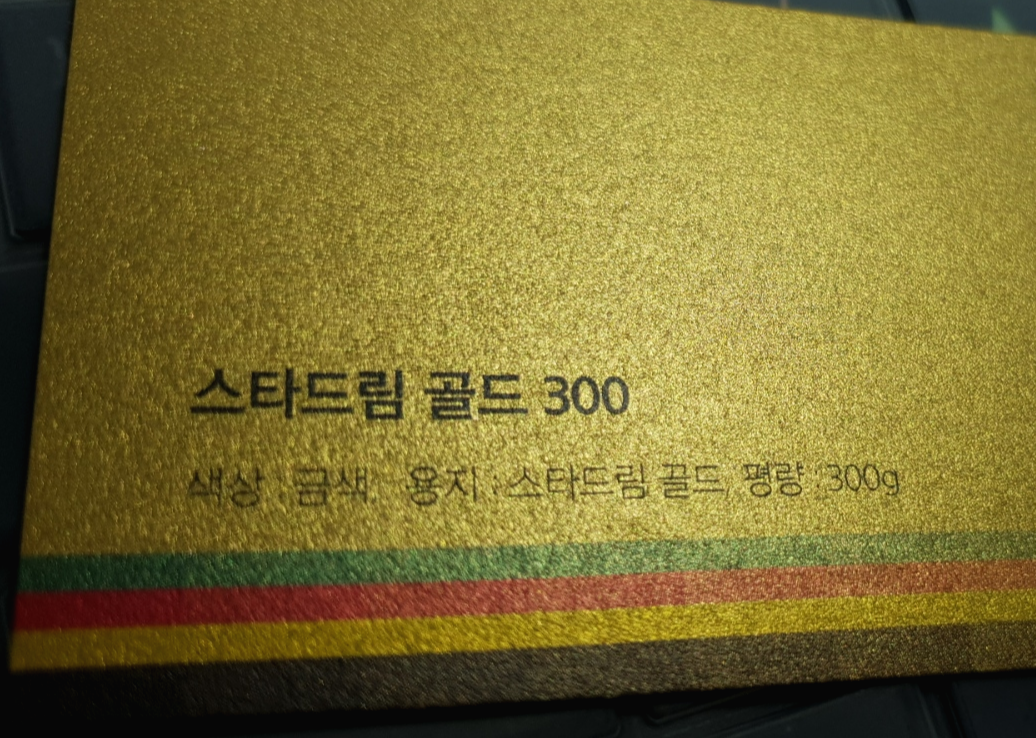 스타드림 골드 300
색상 : 금색 용지 : 스타드림 골드 평량 : 300g